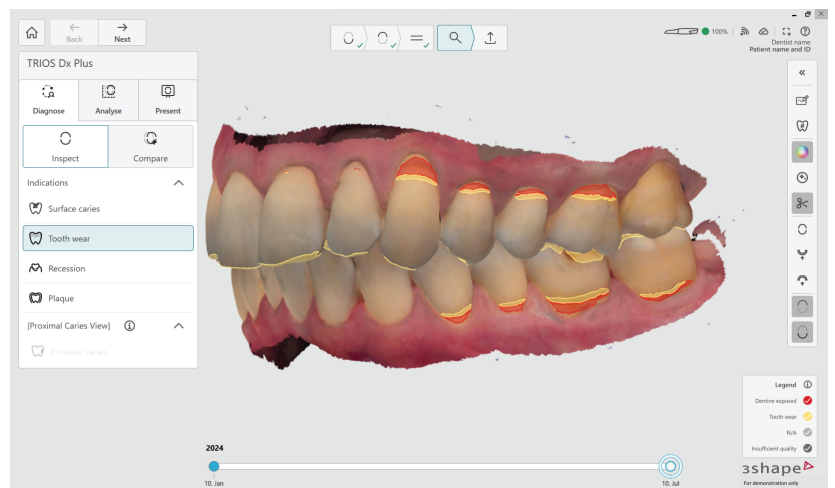 Back
Next
100%
Dentist name
Patient name and ID
TRIOS Dx Plus
Diagnose
Analyse
Present
Inspect
Compare
Indications
Surface caries
Tooth wear
Recession
Plaque
[Proximal Caries View]
Proximal caries
Legend
Dentine exposed
Tooth wear
N/A
Insufficient quality
2024
10. Jan
10. Jul
3shape
For demonstration only